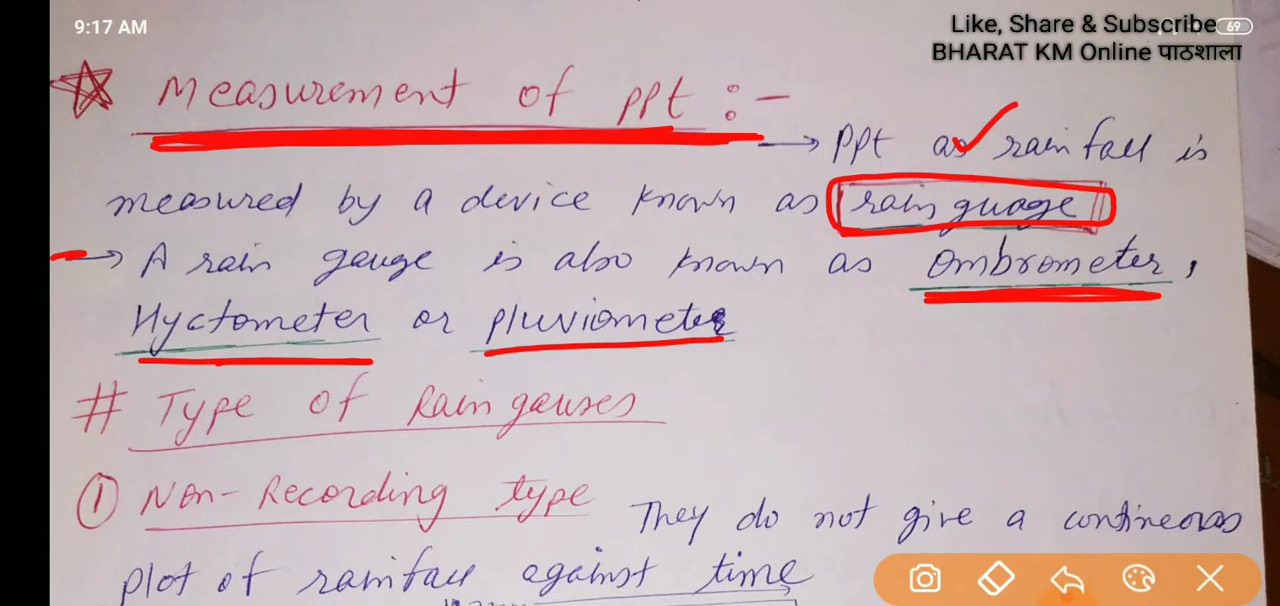 9:17 AM
Like, Share & Subscribe
69
BHARAT KM Online पाठशाला
Measurement of ppt :-
→ ppt as rainfall is
measured by a device known as rain guage
→ A rain gauge is also known as Ombrometer,
Hyctometer or pluviometer
# Type of Rain gauses
① Non-Recording type They do not give a contineous
plot of rainfall against time